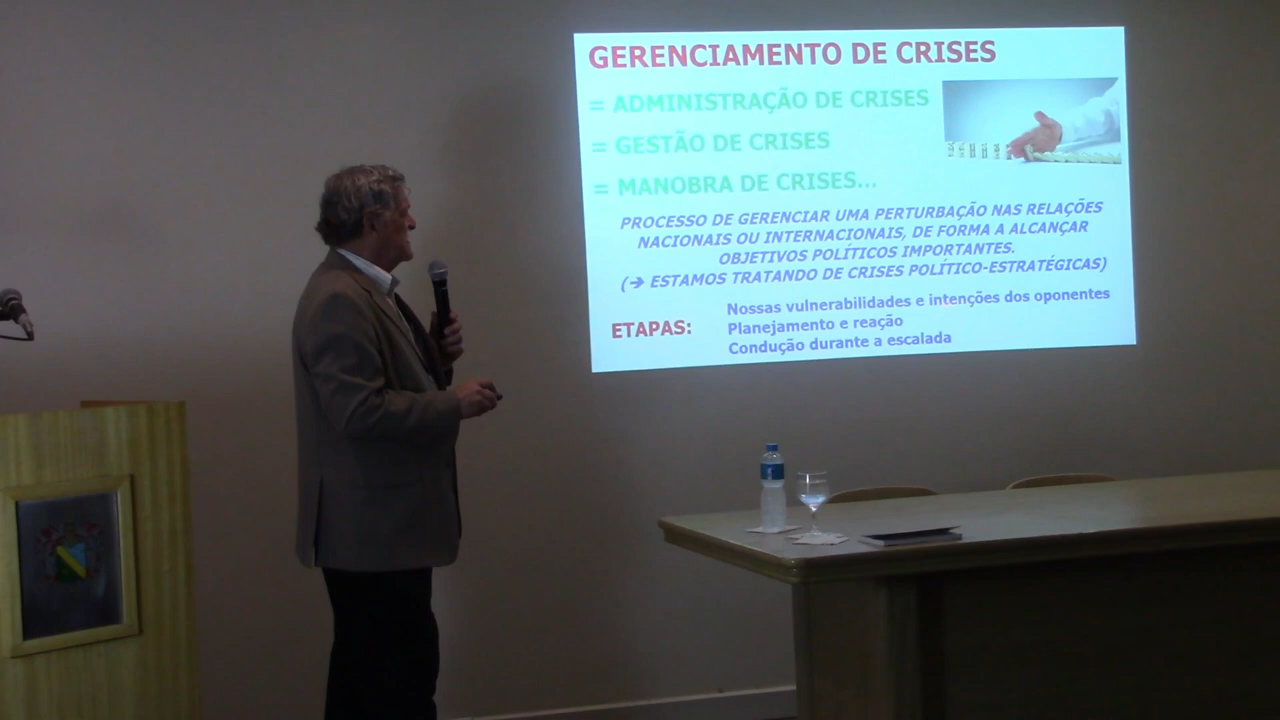 GERENCIAMENTO DE CRISES
= ADMINISTRAÇÃO DE CRISES
= GESTÃO DE CRISES
= MANOBRA DE CRISES...
PROCESSO DE GERENCIAR UMA PERTURBAÇÃO NAS RELAÇÕES
NACIONAIS OU INTERNACIONAIS, DE FORMA A ALCANÇAR
OBJETIVOS POLÍTICOS IMPORTANTES.
(→ ESTAMOS TRATANDO DE CRISES POLÍTICO-ESTRATÉGICAS)
ETAPAS:
Nossas vulnerabilidades e intenções dos oponentes
Planejamento e reação
Condução durante a escalada